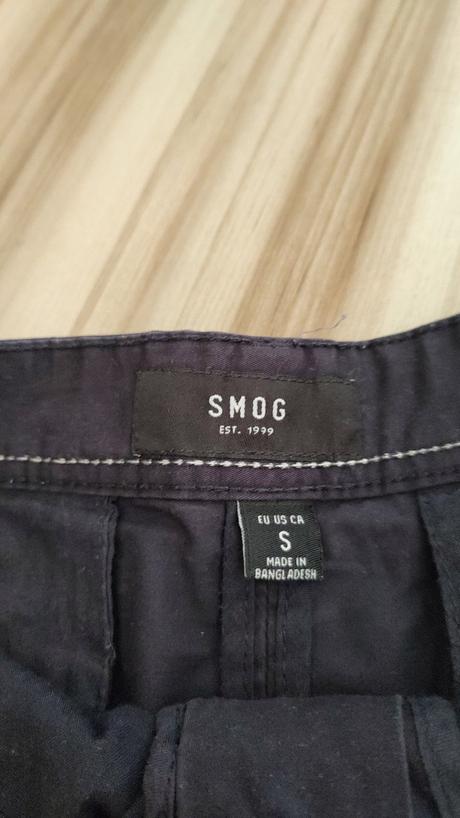 SMOG
EST. 1999
EU US CA
S
MADE IN
BANGLADESH